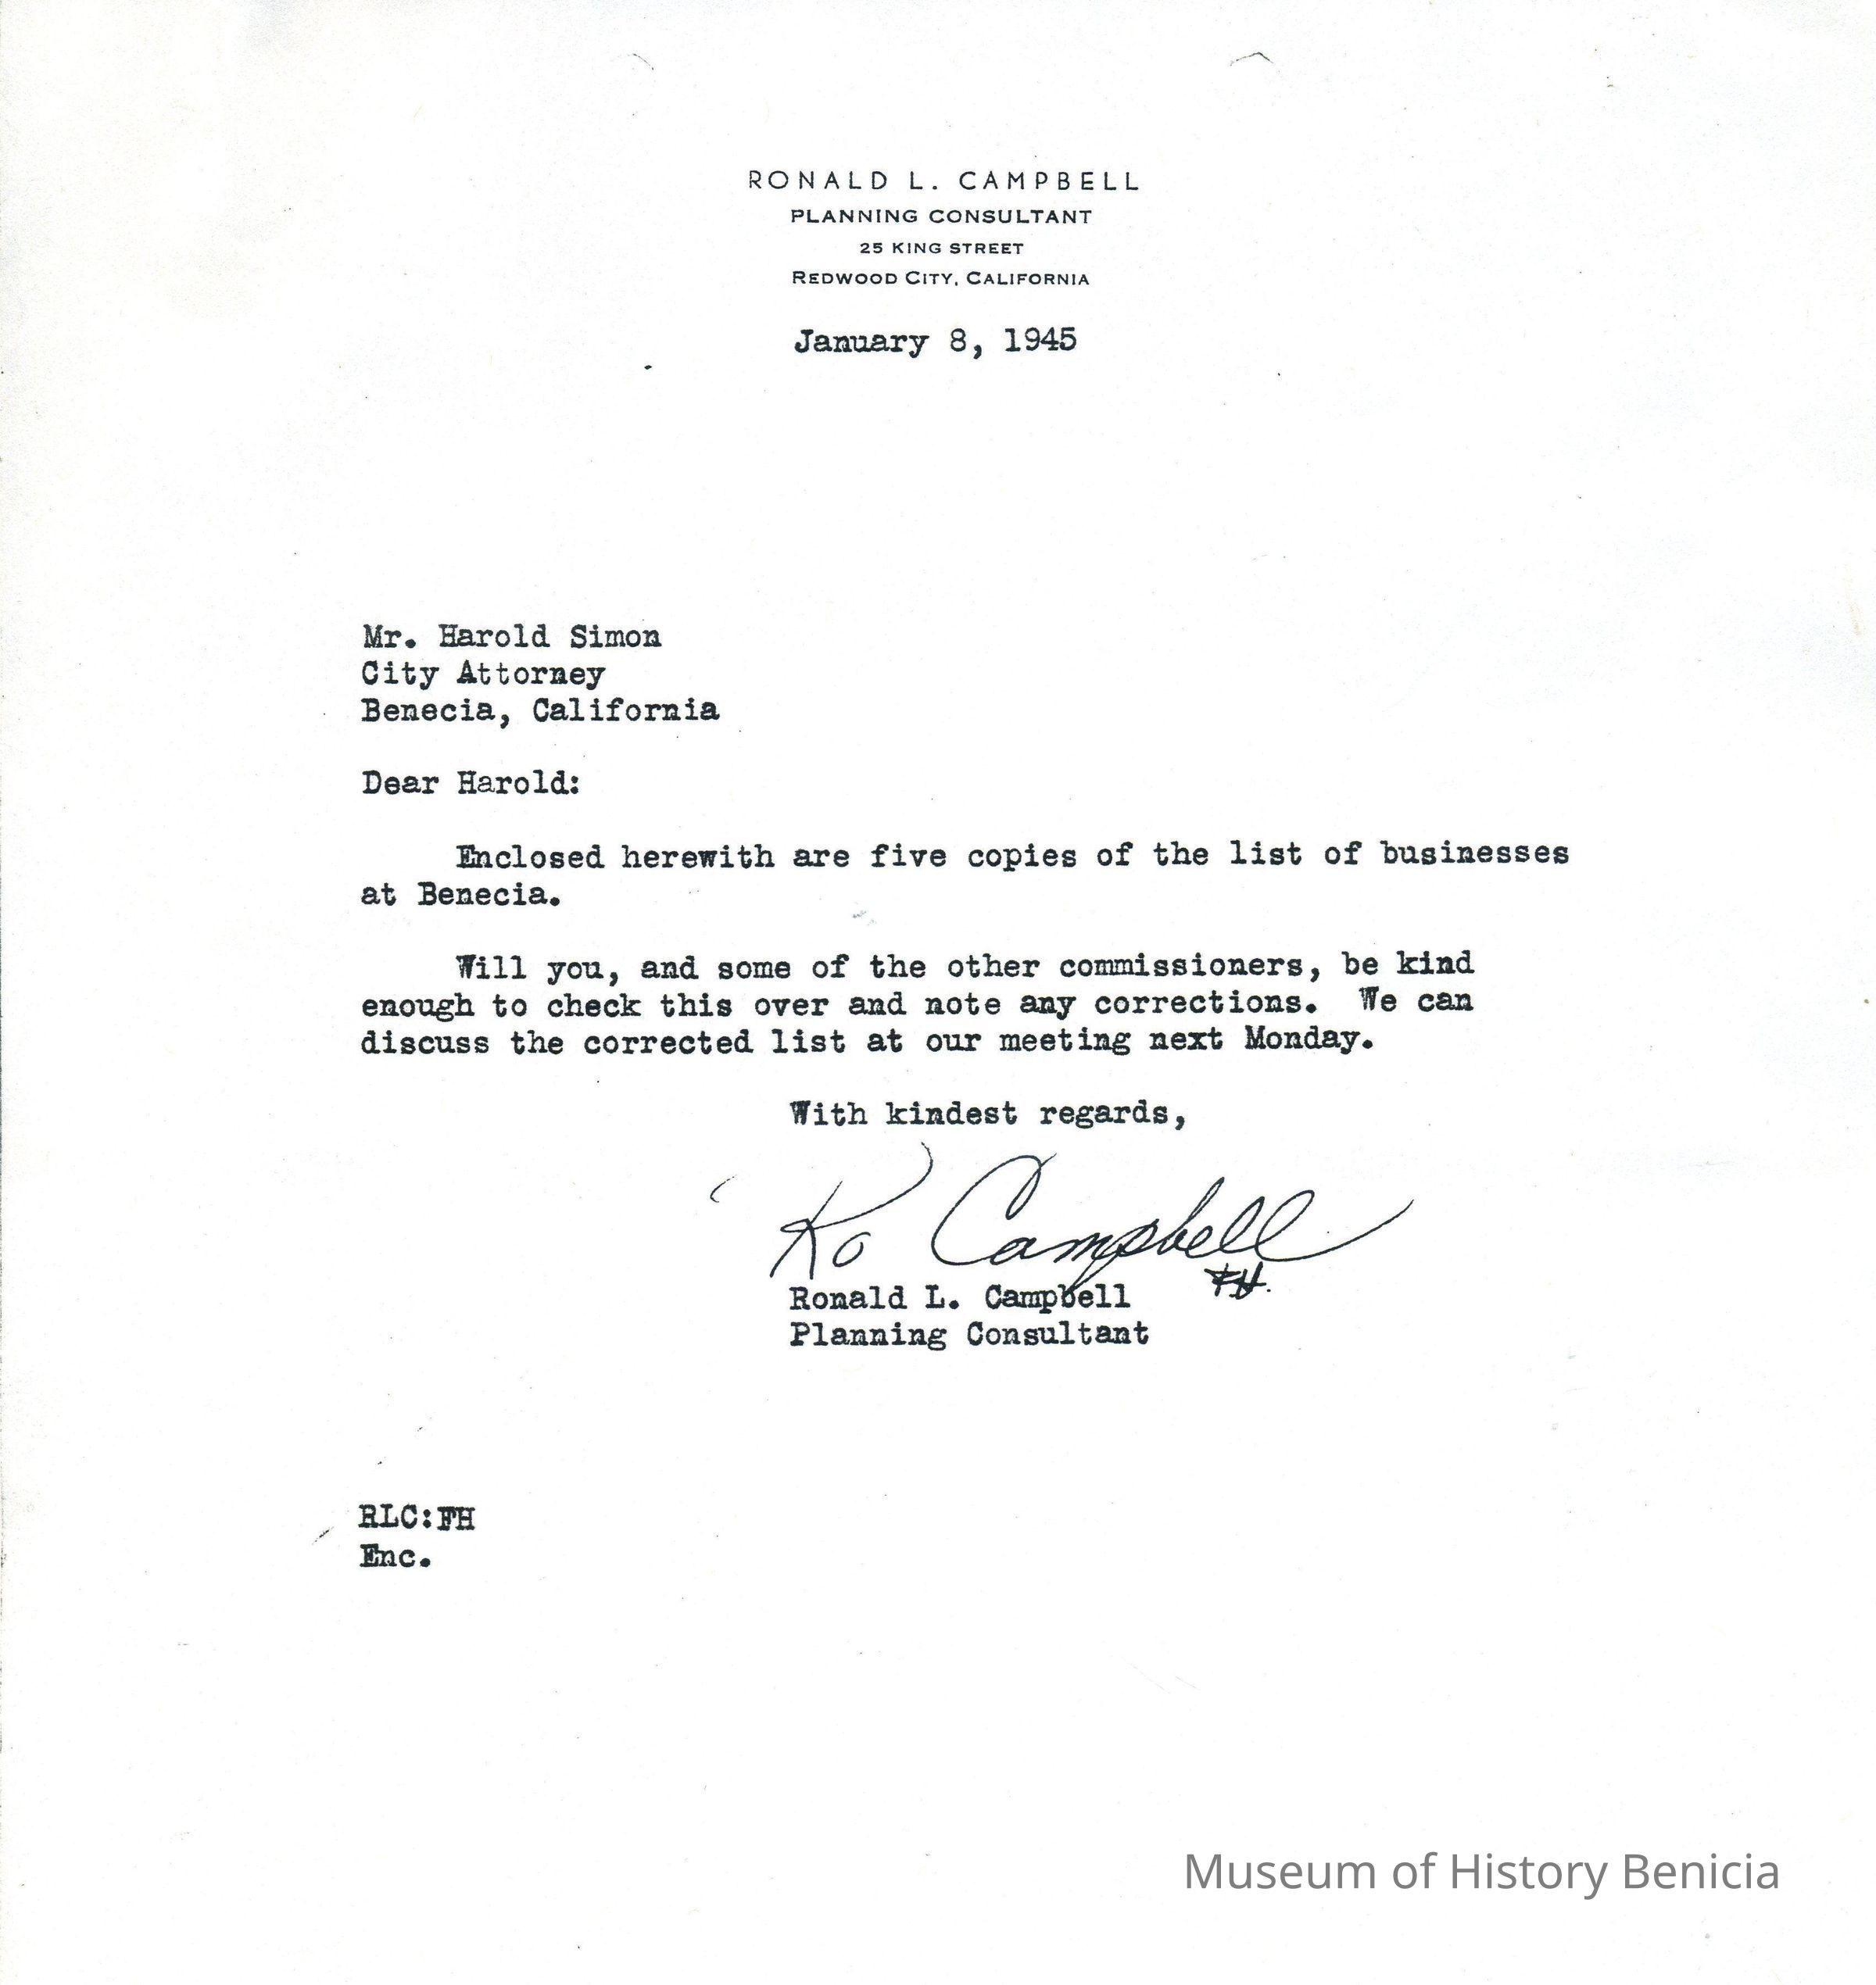 RONALD L. CAMPBELL
PLANNING CONSULTANT
25 KING STREET
REDWOOD CITY, CALIFORNIA
January 8, 1945
Mr. Harold Simon
City Attorney
Benecia, California
Dear Harold:
Enclosed herewith are five copies of the list of businesses
at Benecia.
Will you, and some of the other commissioners, be kind
enough to check this over and note any corrections. We can
discuss the corrected list at our meeting next Monday.
With kindest regards,
Ro Campbell
FH.
Ronald L. Campbell
Planning Consultant
RLC:FH
Enc.
Museum of History Benicia